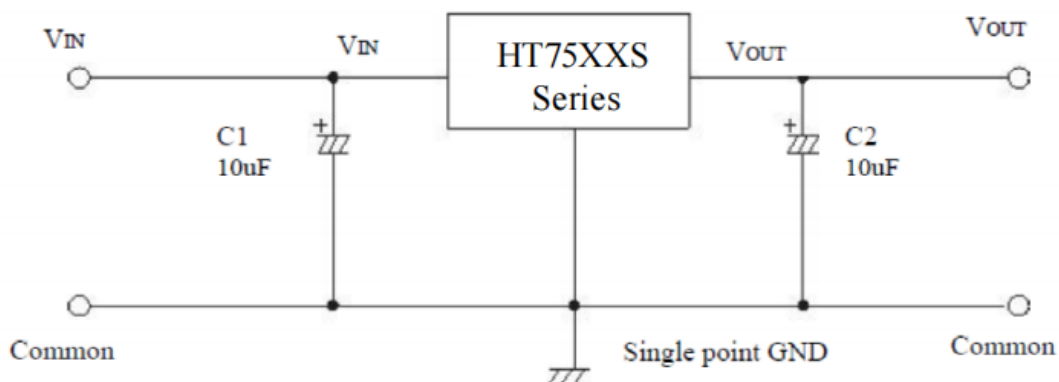 VIN
VIN
HT75XXS
Series
VOUT
VOUT
+
C1
10uF
+
C2
10uF
Common
Single point GND
Common